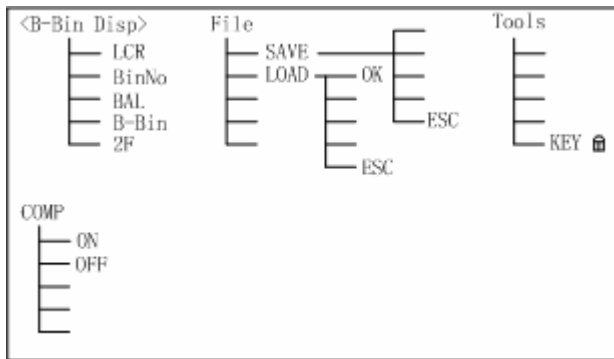 <B-Bin Disp> File Tools
LCR SAVE
BinNo LOAD OK
BAL
B-Bin ESC
2F KEY
ESC
COMP
ON
OFF